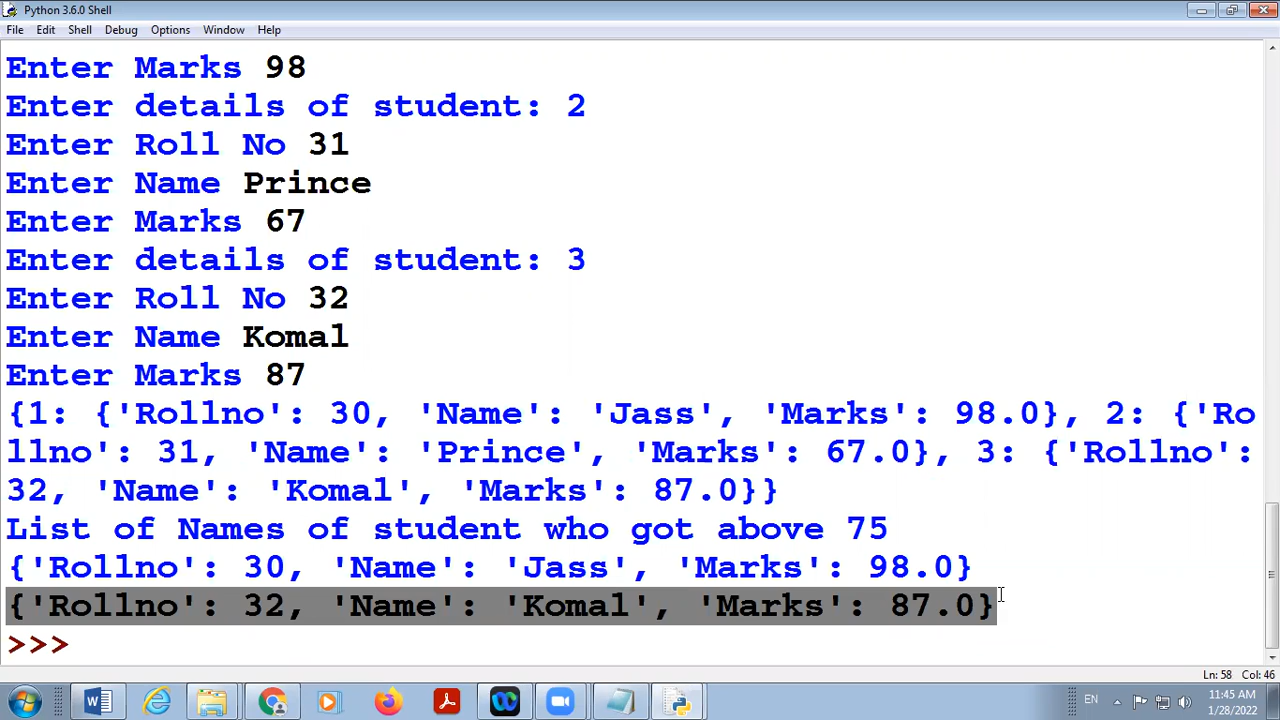 Python 3.6.0 Shell
File Edit Shell Debug Options Window Help
Enter Marks 98
Enter details of student: 2
Enter Roll No 31
Enter Name Prince
Enter Marks 67
Enter details of student: 3
Enter Roll No 32
Enter Name Komal
Enter Marks 87
{1: {'Rollno': 30, 'Name': 'Jass', 'Marks': 98.0}, 2: {'Ro
llno': 31, 'Name': 'Prince', 'Marks': 67.0}, 3: {'Rollno':
32, 'Name': 'Komal', 'Marks': 87.0}}
List of Names of student who got above 75
{'Rollno': 30, 'Name': 'Jass', 'Marks': 98.0}
{'Rollno': 32, 'Name': 'Komal', 'Marks': 87.0}
>>>
Ln: 58 Col: 46
EN 11:45 AM
1/28/2022